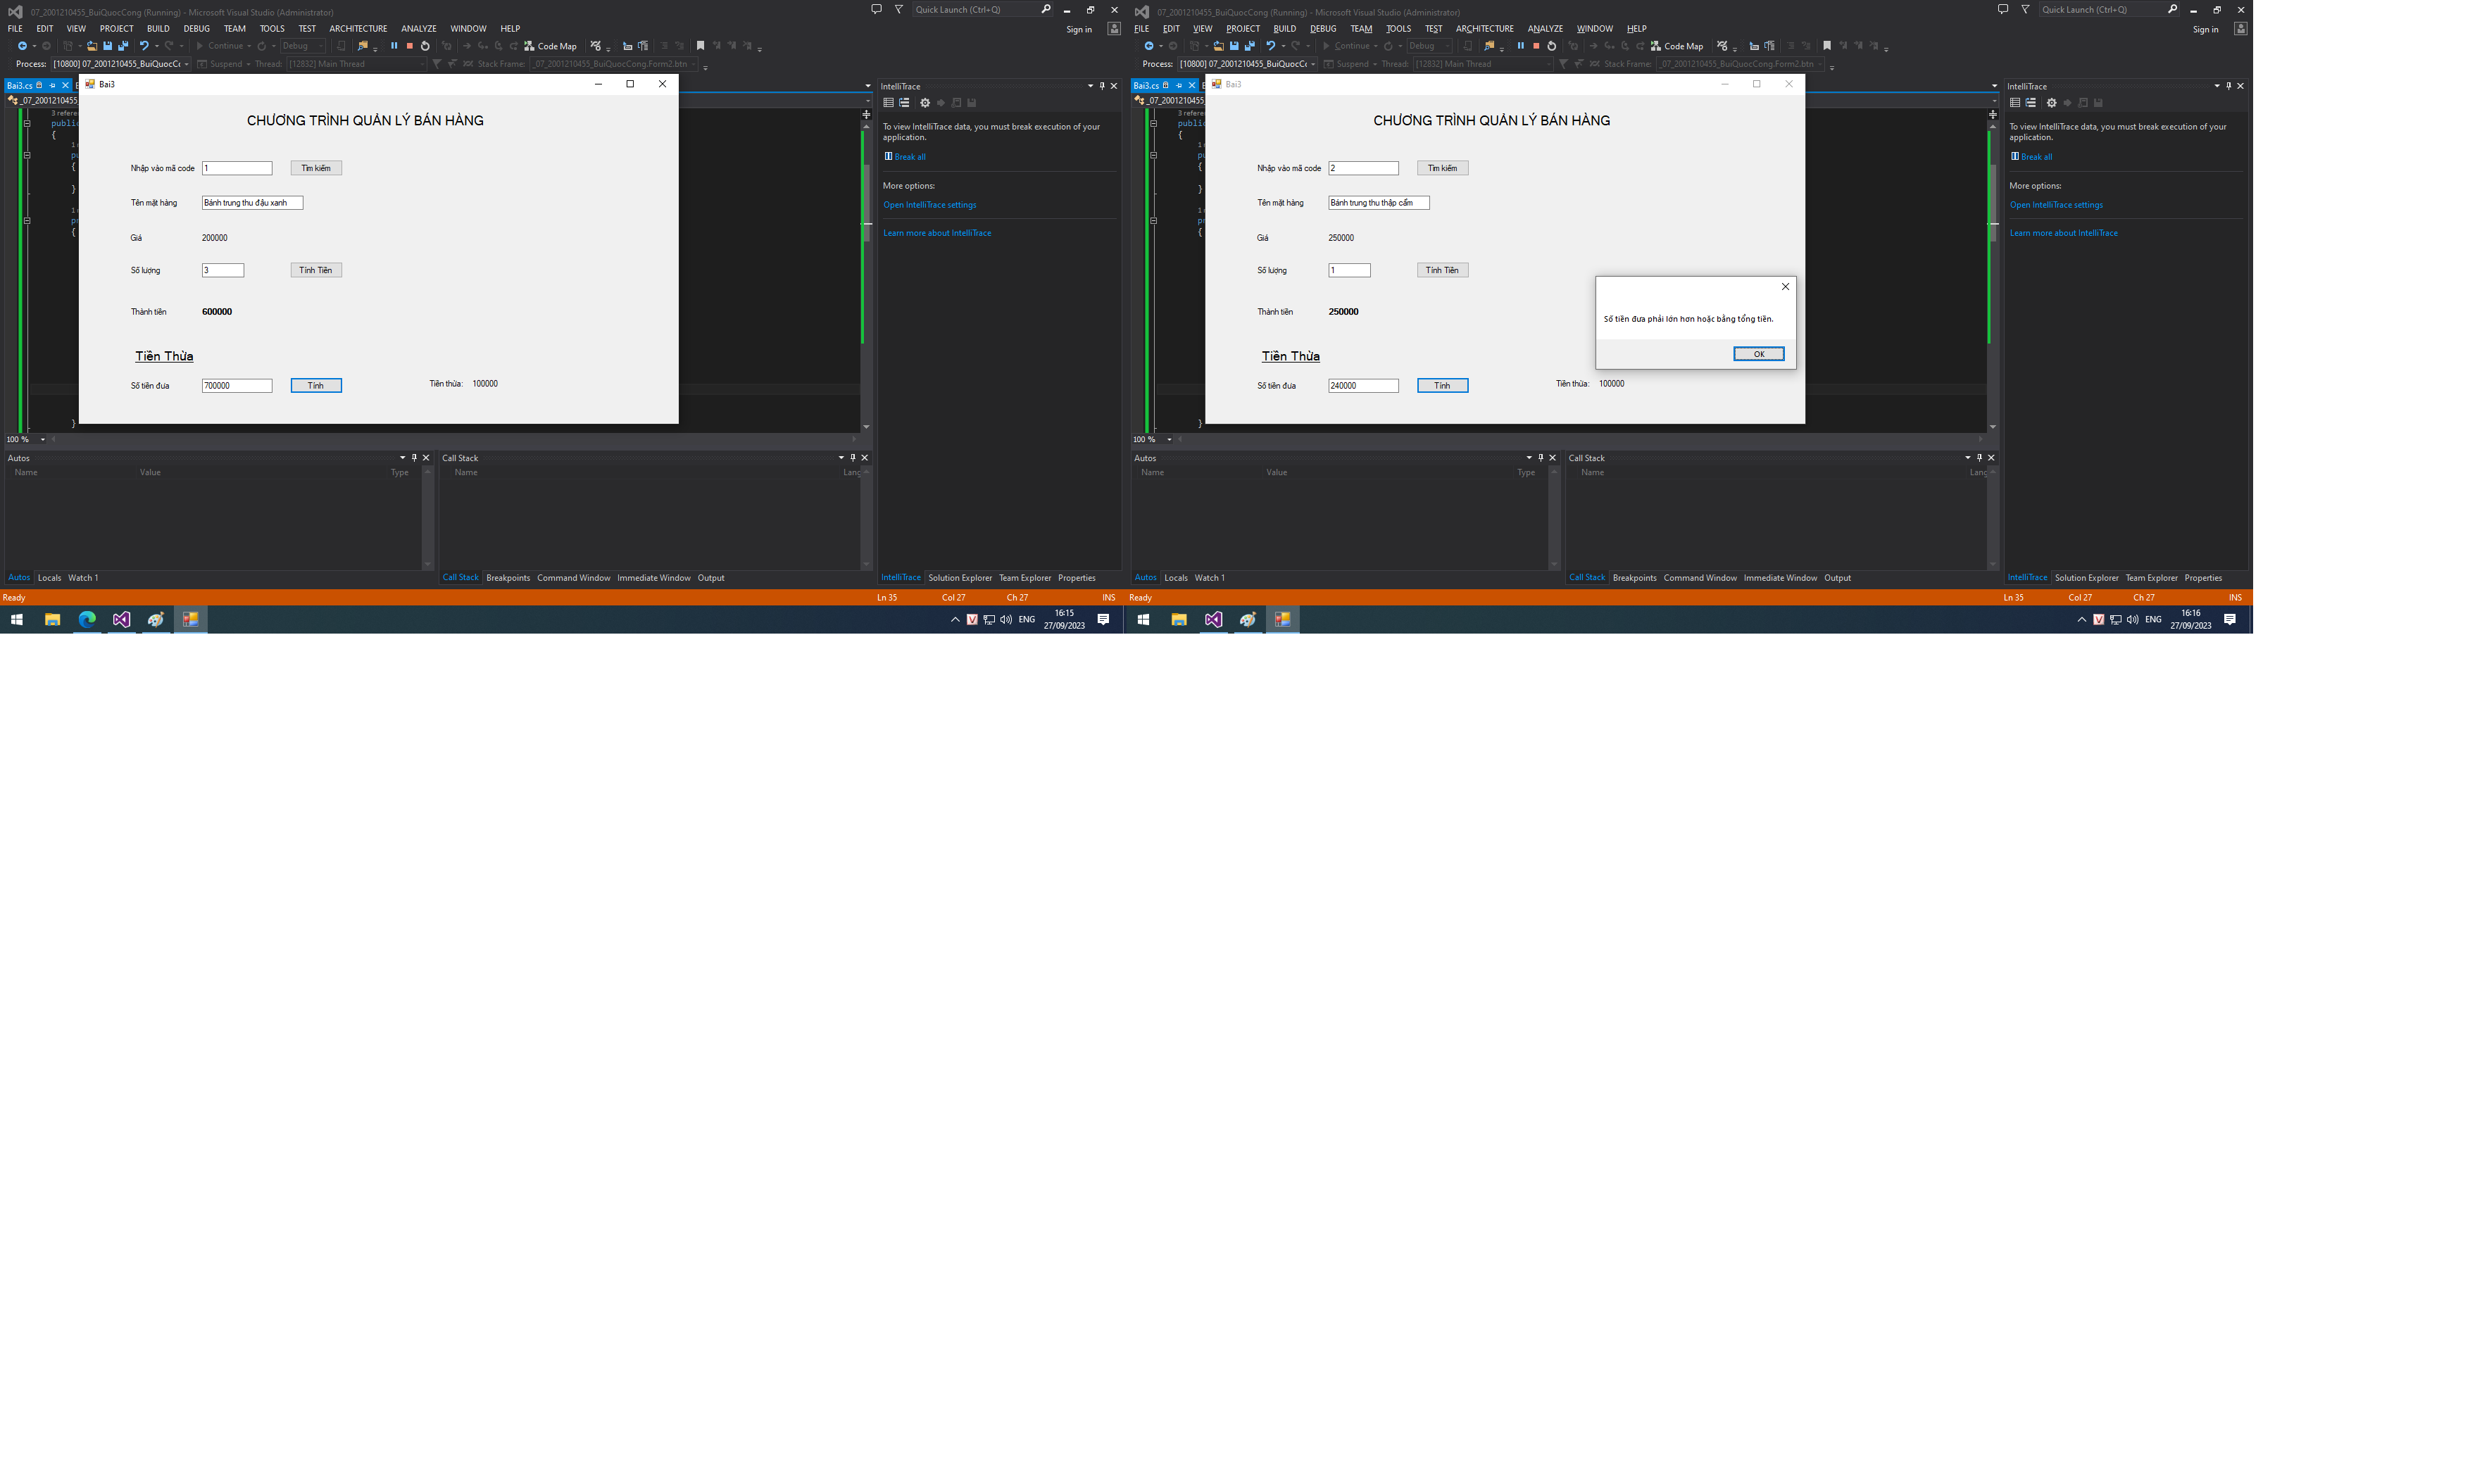 07_2001210455_BuiQuocCong (Running) - Microsoft Visual Studio (Administrator)
Quick Launch (Ctrl+Q)
FILE EDIT VIEW PROJECT BUILD DEBUG TEAM TOOLS TEST ARCHITECTURE ANALYZE WINDOW HELP
Sign in
Continue Debug Code Map
Process: [10800] 07_2001210455_BuiQuocCc Suspend Thread: [12832] Main Thread Stack Frame: _07_2001210455_BuiQuocCong.Form2.btn
Bai3.cs
_07_2001210455
3 referen
public
{
{
}
{
}
Bai3
CHƯƠNG TRÌNH QUẢN LÝ BÁN HÀNG
Nhập vào mã code 1 Tìm kiếm
Tên mặt hàng Bánh trung thu đậu xanh
Giá 200000
Số lượng 3 Tính Tiền
Thành tiền 600000
Tiền Thừa
Số tiền đưa 700000 Tính Tiền thừa: 100000
IntelliTrace
To view IntelliTrace data, you must break execution of your
application.
Break all
More options:
Open IntelliTrace settings
Learn more about IntelliTrace
100 %
Autos
Name Value Type
Call Stack
Name Lang
Autos Locals Watch 1
Call Stack Breakpoints Command Window Immediate Window Output
IntelliTrace Solution Explorer Team Explorer Properties
Ready Ln 35 Col 27 Ch 27 INS
ENG 16:15
27/09/2023
07_2001210455_BuiQuocCong (Running) - Microsoft Visual Studio (Administrator)
Quick Launch (Ctrl+Q)
FILE EDIT VIEW PROJECT BUILD DEBUG TEAM TOOLS TEST ARCHITECTURE ANALYZE WINDOW HELP
Sign in
Continue Debug Code Map
Process: [10800] 07_2001210455_BuiQuocCc Suspend Thread: [12832] Main Thread Stack Frame: _07_2001210455_BuiQuocCong.Form2.btn
Bai3.cs
_07_2001210455
3 referen
public
{
{
}
{
}
Bai3
CHƯƠNG TRÌNH QUẢN LÝ BÁN HÀNG
Nhập vào mã code 2 Tìm kiếm
Tên mặt hàng Bánh trung thu thập cẩm
Giá 250000
Số lượng 1 Tính Tiền
Thành tiền 250000
Tiền Thừa
Số tiền đưa 240000 Tính Tiền thừa: 100000
Số tiền đưa phải lớn hơn hoặc bằng tổng tiền.
OK
IntelliTrace
To view IntelliTrace data, you must break execution of your
application.
Break all
More options:
Open IntelliTrace settings
Learn more about IntelliTrace
100 %
Autos
Name Value Type
Call Stack
Name Lang
Autos Locals Watch 1
Call Stack Breakpoints Command Window Immediate Window Output
IntelliTrace Solution Explorer Team Explorer Properties
Ready Ln 35 Col 27 Ch 27 INS
ENG 16:16
27/09/2023